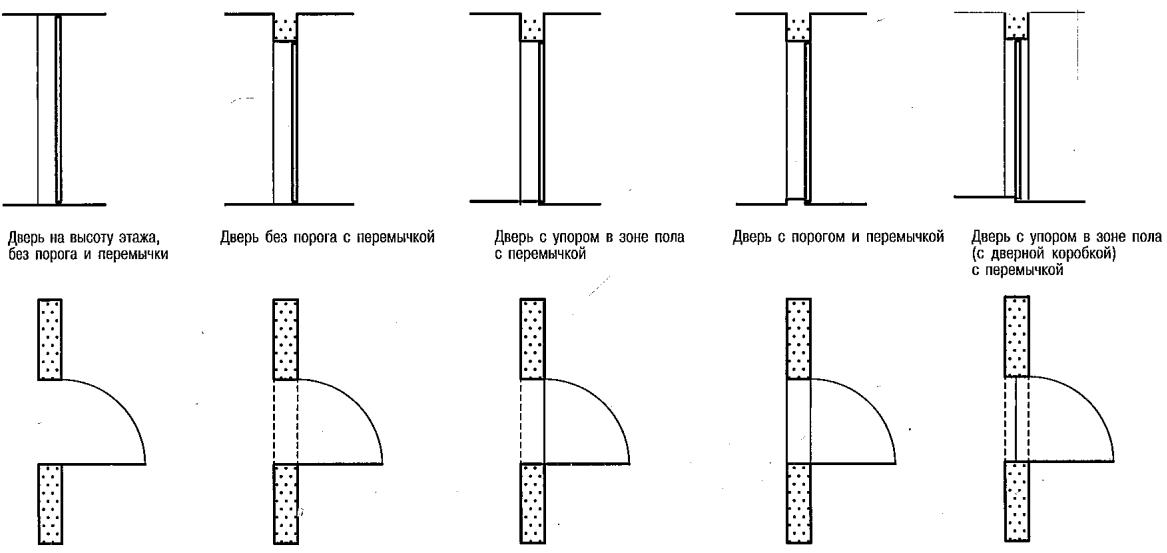 Дверь на высоту этажа,
без порога и перемычки
Дверь без порога с перемычкой
Дверь с упором в зоне пола
с перемычкой
Дверь с порогом и перемычкой
Дверь с упором в зоне пола
(с дверной коробкой)
с перемычкой